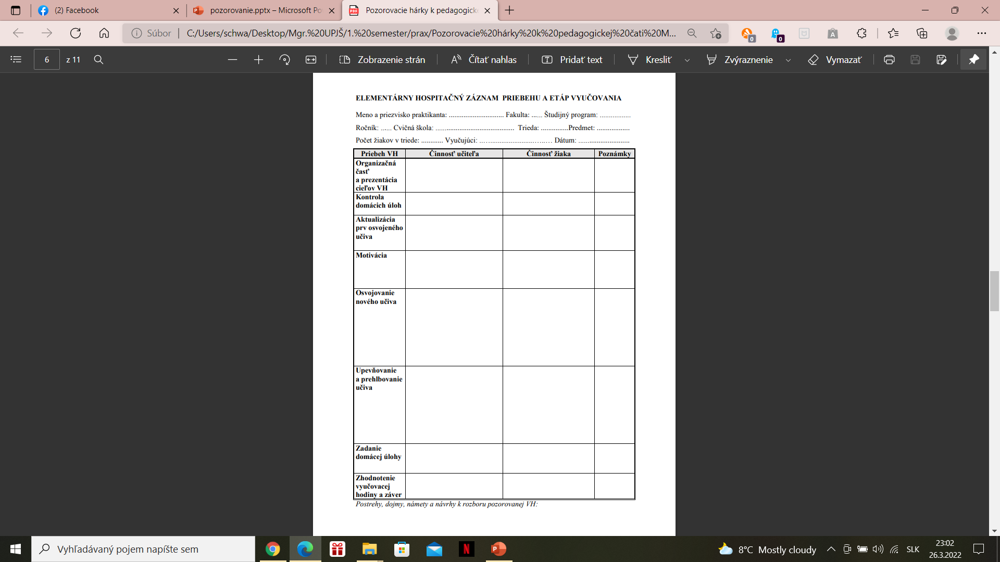 (2) Facebook
pozorovanie.pptx – Microsoft Po
Pozorovacie hárky k pedagogick
Súbor
C:/Users/schwa/Desktop/Mgr.%20UPJŠ/1.%20semester/prax/Pozorovacie%20hárky%20k%20pedagogickej%20čati%20M...
0
0
6 z 11
Zobrazenie strán
Čítať nahlas
Pridať text
Kresliť
Zvýraznenie
Vymazať
ELEMENTÁRNY HOSPITAČNÝ ZÁZNAM PRIEBEHU A ETÁP VYUČOVANIA
Meno a priezvisko praktikanta: .............................. Fakulta: ...... Študijný program: .................
Ročník: ...... Cvičná škola: ........................................... Trieda: ...............Predmet: ..................
Počet žiakov v triede: ............ Vyučujúci: ........................................ Dátum: ............................
Priebeh VH
Činnosť učiteľa
Činnosť žiaka
Poznámky
Organizačná
časť
a prezentácia
cieľov VH
Kontrola
domácich úloh
Aktualizácia
prv osvojeného
učiva
Motivácia
Osvojovanie
nového učiva
Upevňovanie
a prehlbovanie
učiva
Zadanie
domácej úlohy
Zhodnotenie
vyučovacej
hodiny a záver
Postrehy, dojmy, námety a návrhy k rozboru pozorovanej VH:
Vyhľadávaný pojem napíšte sem
8°C Mostly cloudy
SLK
23:02
26.3.2022